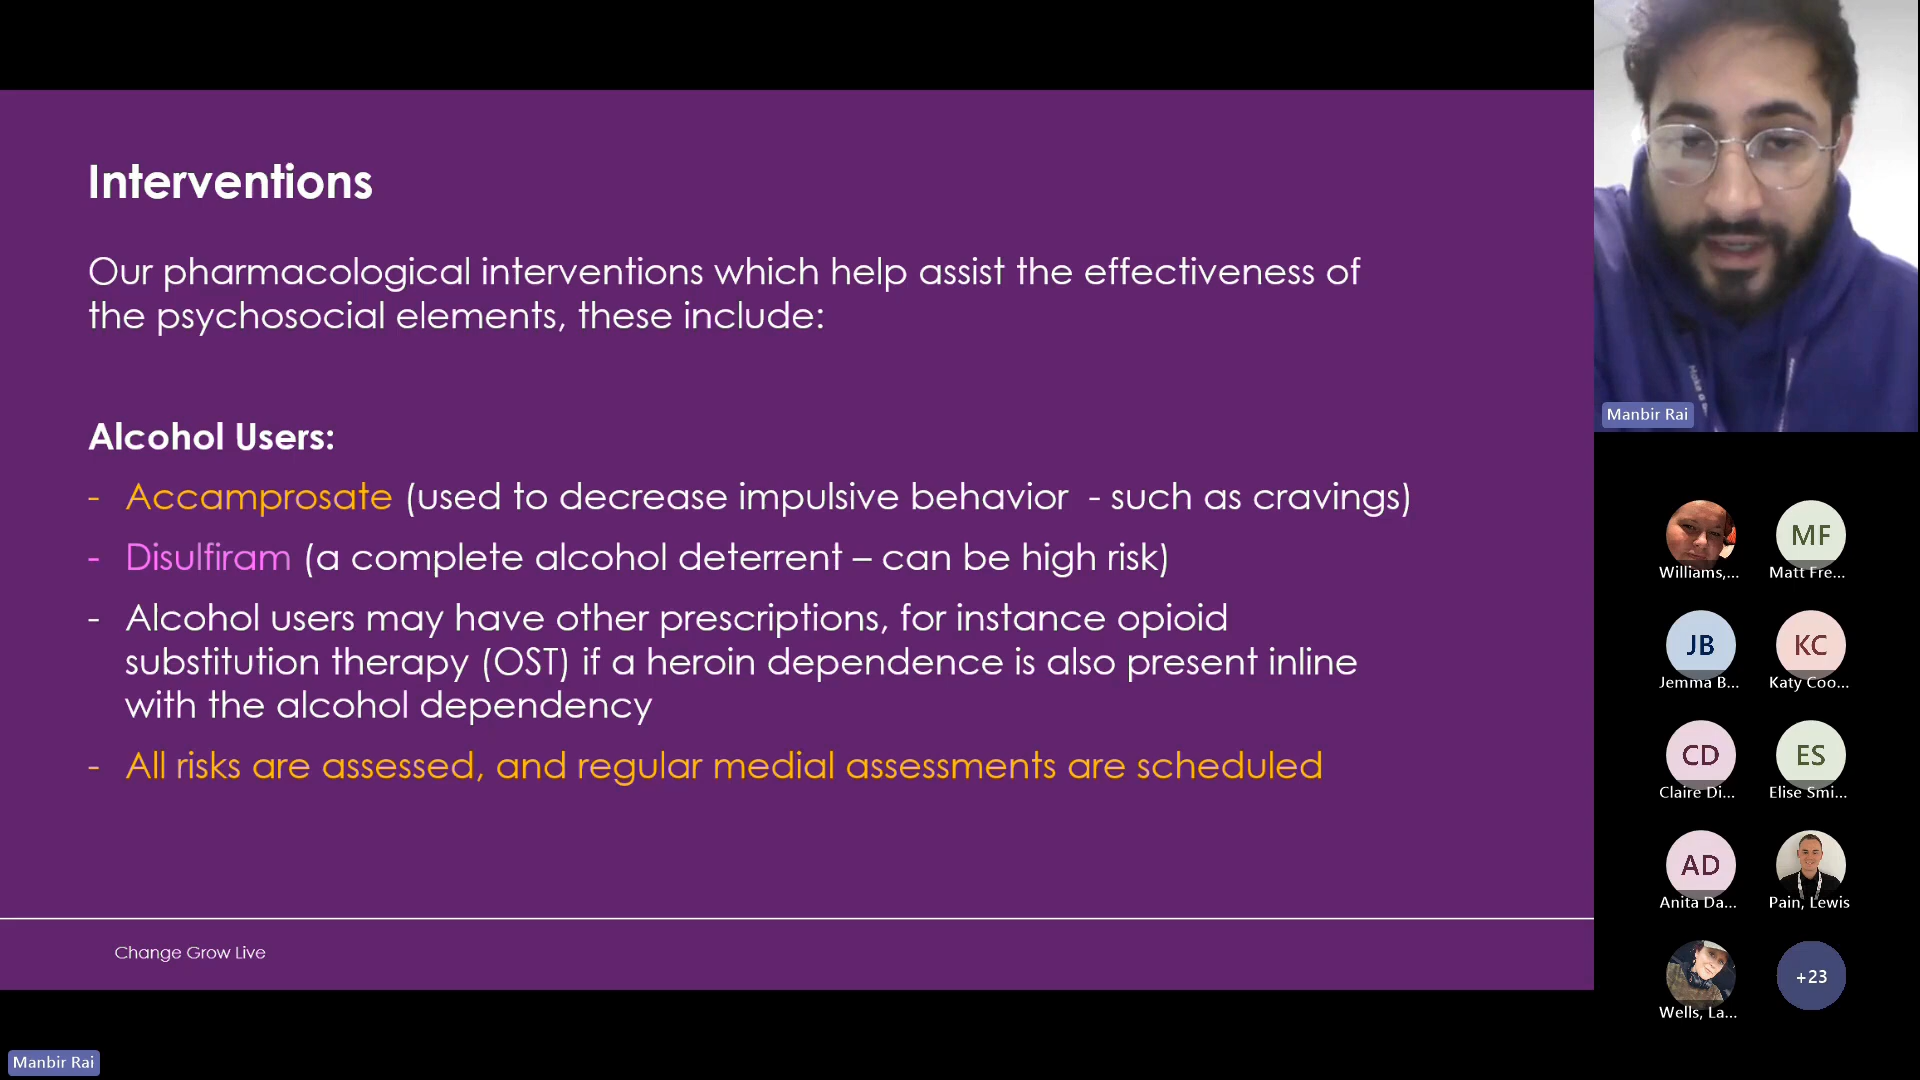 Interventions
Our pharmacological interventions which help assist the effectiveness of
the psychosocial elements, these include:
Alcohol Users:
- Accamprosate (used to decrease impulsive behavior - such as cravings)
- Disulfiram (a complete alcohol deterrent – can be high risk)
- Alcohol users may have other prescriptions, for instance opioid
substitution therapy (OST) if a heroin dependence is also present inline
with the alcohol dependency
- All risks are assessed, and regular medial assessments are scheduled
Change Grow Live
Manbir Rai
Manbir Rai
Williams,...
MF
Matt Fre...
JB
Jemma B...
KC
Katy Coo...
CD
Claire Di...
ES
Elise Smi...
AD
Anita Da...
Pain, Lewis
Wells, La...
+23